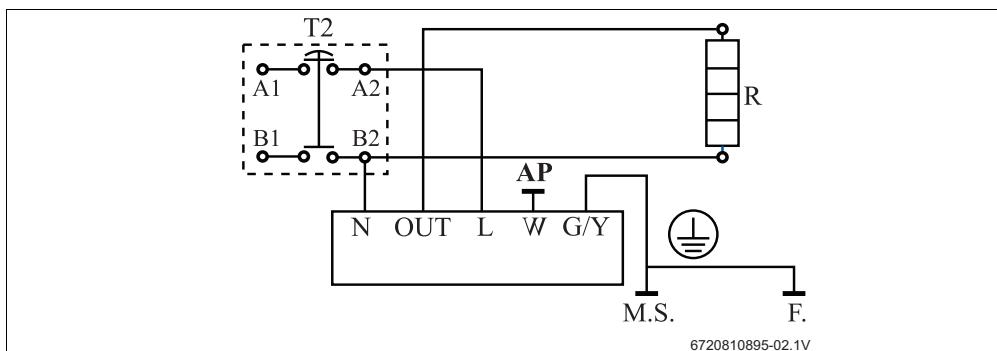 T2
A1 A2 R
B1 B2
AP
N OUT L W G/Y
M.S. F.
6720810895-02.1V